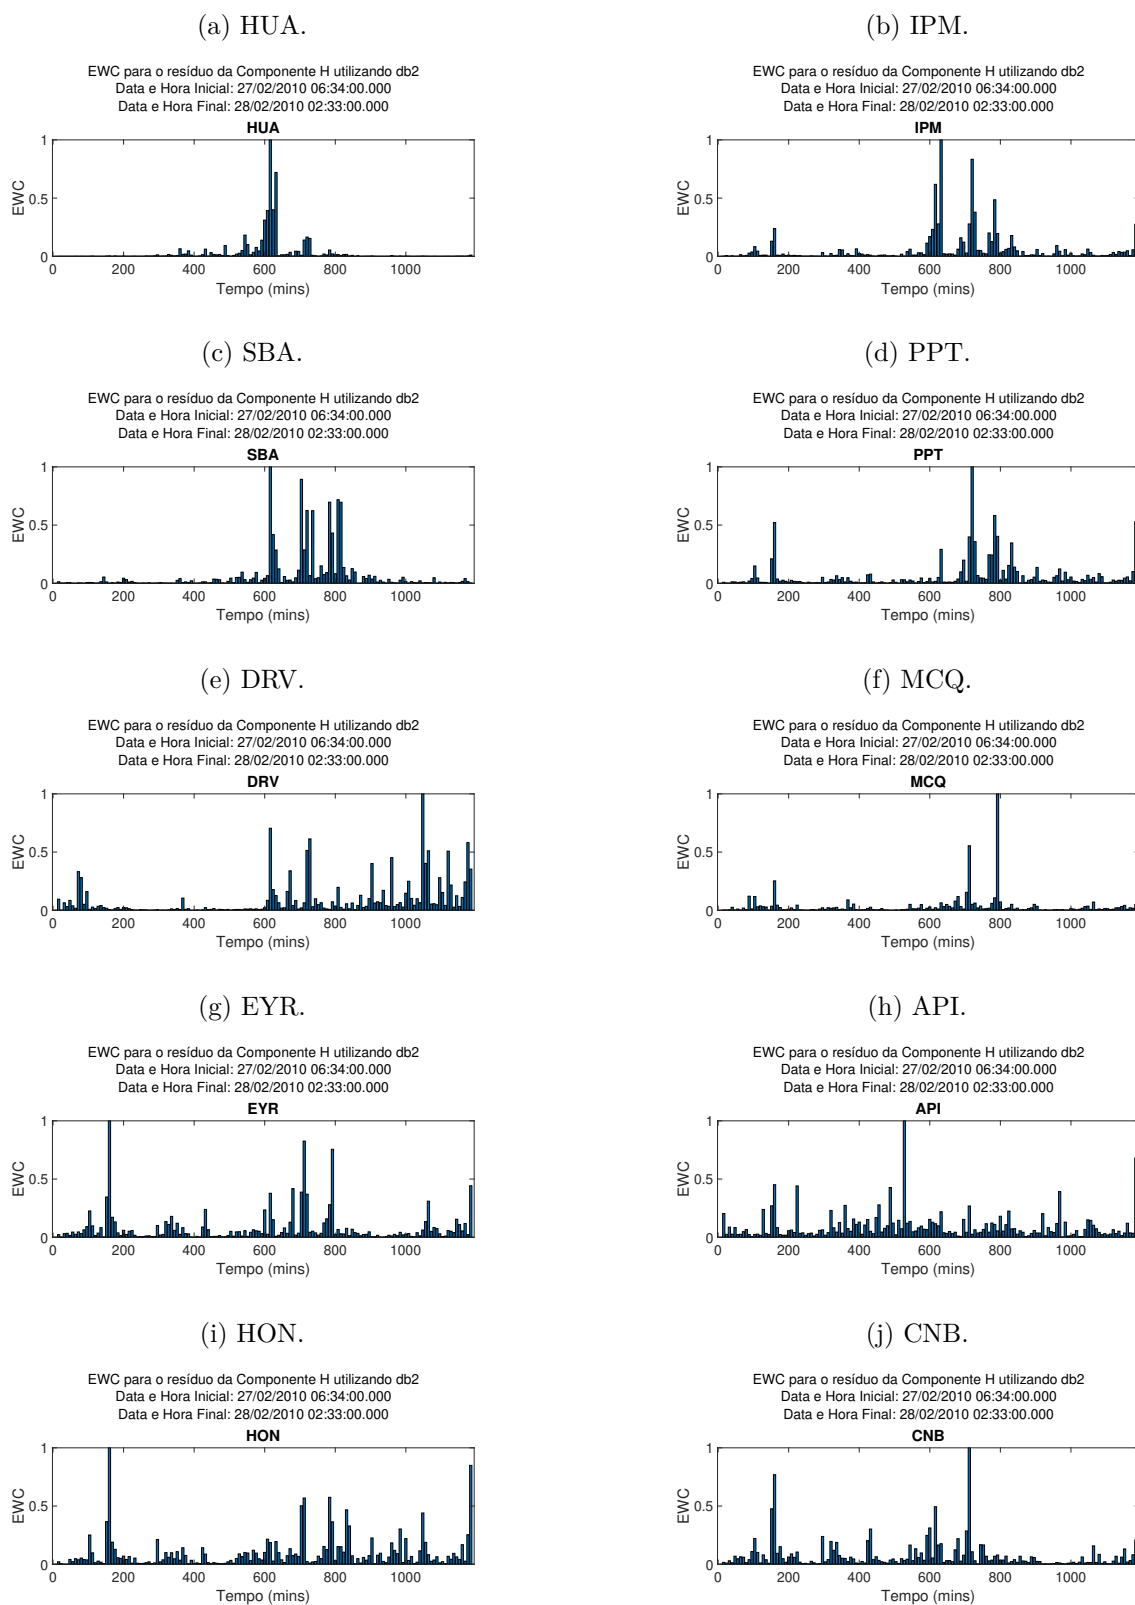 (a) HUA.
EWC para o resíduo da Componente H utilizando db2
Data e Hora Inicial: 27/02/2010 06:34:00.000
Data e Hora Final: 28/02/2010 02:33:00.000
HUA
1
0.5
0
EWC
0 200 400 600 800 1000
Tempo (mins)
(b) IPM.
EWC para o resíduo da Componente H utilizando db2
Data e Hora Inicial: 27/02/2010 06:34:00.000
Data e Hora Final: 28/02/2010 02:33:00.000
IPM
1
0.5
0
EWC
0 200 400 600 800 1000
Tempo (mins)
(c) SBA.
EWC para o resíduo da Componente H utilizando db2
Data e Hora Inicial: 27/02/2010 06:34:00.000
Data e Hora Final: 28/02/2010 02:33:00.000
SBA
1
0.5
0
EWC
0 200 400 600 800 1000
Tempo (mins)
(d) PPT.
EWC para o resíduo da Componente H utilizando db2
Data e Hora Inicial: 27/02/2010 06:34:00.000
Data e Hora Final: 28/02/2010 02:33:00.000
PPT
1
0.5
0
EWC
0 200 400 600 800 1000
Tempo (mins)
(e) DRV.
EWC para o resíduo da Componente H utilizando db2
Data e Hora Inicial: 27/02/2010 06:34:00.000
Data e Hora Final: 28/02/2010 02:33:00.000
DRV
1
0.5
0
EWC
0 200 400 600 800 1000
Tempo (mins)
(f) MCQ.
EWC para o resíduo da Componente H utilizando db2
Data e Hora Inicial: 27/02/2010 06:34:00.000
Data e Hora Final: 28/02/2010 02:33:00.000
MCQ
1
0.5
0
EWC
0 200 400 600 800 1000
Tempo (mins)
(g) EYR.
EWC para o resíduo da Componente H utilizando db2
Data e Hora Inicial: 27/02/2010 06:34:00.000
Data e Hora Final: 28/02/2010 02:33:00.000
EYR
1
0.5
0
EWC
0 200 400 600 800 1000
Tempo (mins)
(h) API.
EWC para o resíduo da Componente H utilizando db2
Data e Hora Inicial: 27/02/2010 06:34:00.000
Data e Hora Final: 28/02/2010 02:33:00.000
API
1
0.5
0
EWC
0 200 400 600 800 1000
Tempo (mins)
(i) HON.
EWC para o resíduo da Componente H utilizando db2
Data e Hora Inicial: 27/02/2010 06:34:00.000
Data e Hora Final: 28/02/2010 02:33:00.000
HON
1
0.5
0
EWC
0 200 400 600 800 1000
Tempo (mins)
(j) CNB.
EWC para o resíduo da Componente H utilizando db2
Data e Hora Inicial: 27/02/2010 06:34:00.000
Data e Hora Final: 28/02/2010 02:33:00.000
CNB
1
0.5
0
EWC
0 200 400 600 800 1000
Tempo (mins)